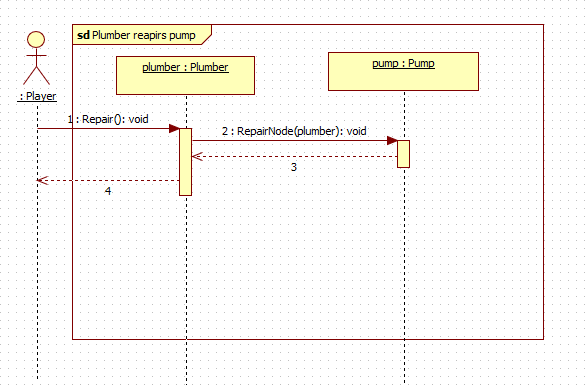 sd Plumber reapirs pump
plumber : Plumber
pump : Pump
: Player
1 : Repair(): void
2 : RepairNode(plumber): void
3
4